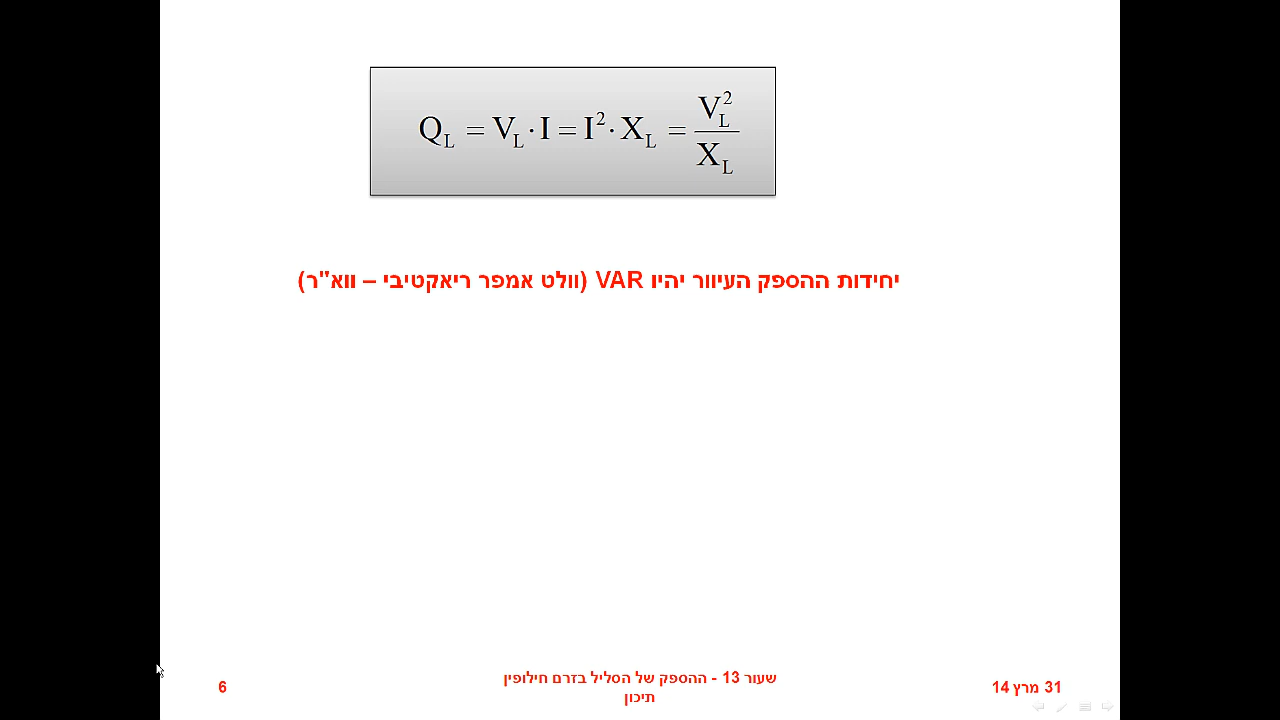 Q_L = V_L · I = I² · X_L = V_L² / X_L
יחידות ההספק העיוור יהיו VAR (וולט אמפר ריאקטיבי – ווא"ר)
שעור 13 - ההספק של הסליל בזרם חילופין
תיכון
31 מרץ 14
6